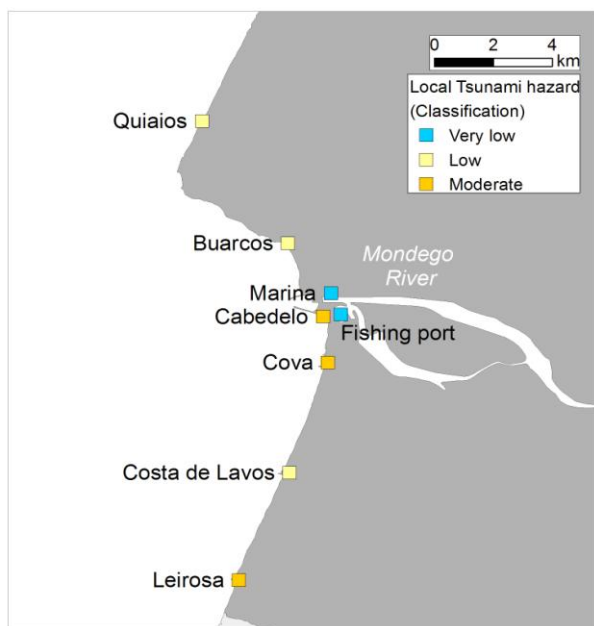 0 2 4
km
Local Tsunami hazard
(Classification)
Very low
Low
Moderate
Quiaios
Buarcos
Mondego
River
Marina
Cabedelo
Fishing port
Cova
Costa de Lavos
Leirosa